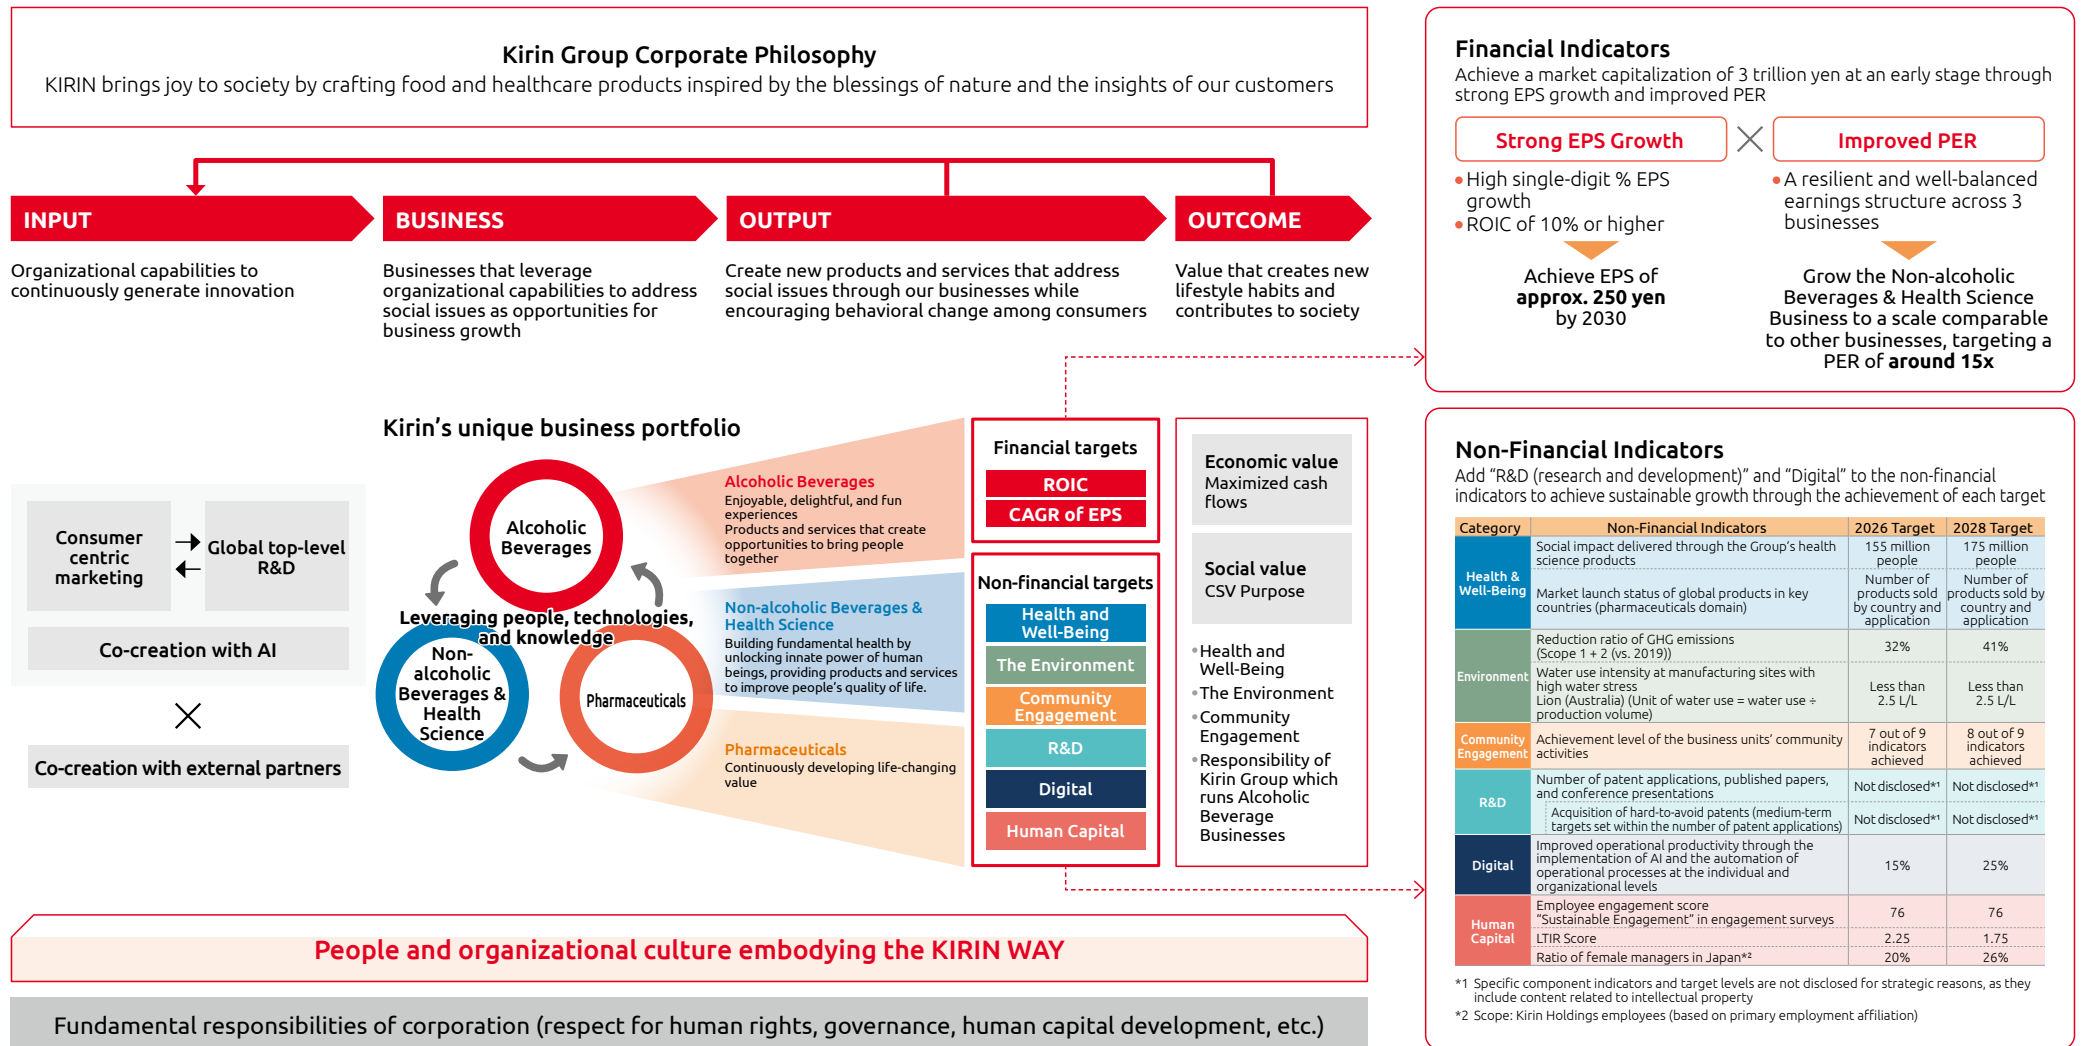 Kirin Group Corporate Philosophy
KIRIN brings joy to society by crafting food and healthcare products inspired by the blessings of nature and the insights of our customers
INPUT
Organizational capabilities to
continuously generate innovation
BUSINESS
Businesses that leverage
organizational capabilities to address
social issues as opportunities for
business growth
OUTPUT
Create new products and services that address
social issues through our businesses while
encouraging behavioral change among consumers
OUTCOME
Value that creates new
lifestyle habits and
contributes to society
Consumer
centric
marketing
Global top-level
R&D
Co-creation with AI
Co-creation with external partners
Kirin's unique business portfolio
Alcoholic
Beverages
Leveraging people, technologies,
and knowledge
Non-
alcoholic
Beverages &
Health
Science
Pharmaceuticals
Alcoholic Beverages
Enjoyable, delightful, and fun
experiences
Products and services that create
opportunities to bring people
together
Non-alcoholic Beverages &
Health Science
Building fundamental health by
unlocking innate power of human
beings, providing products and services
to improve people's quality of life.
Pharmaceuticals
Continuously developing life-changing
value
Financial targets
ROIC
CAGR of EPS
Non-financial targets
Health and
Well-Being
The Environment
Community
Engagement
R&D
Digital
Human Capital
Economic value
Maximized cash
flows
Social value
CSV Purpose
•Health and
Well-Being
•The Environment
•Community
Engagement
•Responsibility of
Kirin Group which
runs Alcoholic
Beverage
Businesses
People and organizational culture embodying the KIRIN WAY
Fundamental responsibilities of corporation (respect for human rights, governance, human capital development, etc.)
Financial Indicators
Achieve a market capitalization of 3 trillion yen at an early stage through
strong EPS growth and improved PER
Strong EPS Growth
•High single-digit % EPS
growth
•ROIC of 10% or higher
Achieve EPS of
approx. 250 yen
by 2030
Improved PER
•A resilient and well-balanced
earnings structure across 3
businesses
Grow the Non-alcoholic
Beverages & Health Science
Business to a scale comparable
to other businesses, targeting a
PER of around 15x
Non-Financial Indicators
Add “R&D (research and development)” and “Digital” to the non-financial
indicators to achieve sustainable growth through the achievement of each target
Category Non-Financial Indicators 2026 Target 2028 Target
Health &
Well-Being
Social impact delivered through the Group's health
science products
155 million
people
175 million
people
Market launch status of global products in key
countries (pharmaceuticals domain)
Number of
products sold
by country and
application
Number of
products sold by
country and
application
Environment
Reduction ratio of GHG emissions
(Scope 1 + 2 (vs. 2019))
32%
41%
Water use intensity at manufacturing sites with
high water stress
Lion (Australia) (Unit of water use = water use ÷
production volume)
Less than
2.5 L/L
Less than
2.5 L/L
Community
Engagement
Achievement level of the business units' community
activities
7 out of 9
indicators
achieved
8 out of 9
indicators
achieved
R&D
Number of patent applications, published papers,
and conference presentations
Not disclosed*¹
Not disclosed*¹
Acquisition of hard-to-avoid patents (medium-term
targets set within the number of patent applications)
Not disclosed*¹
Not disclosed*¹
Digital
Improved operational productivity through the
implementation of AI and the automation of
operational processes at the individual and
organizational levels
15%
25%
Human
Capital
Employee engagement score
“Sustainable Engagement” in engagement surveys
76
76
LTIR Score
2.25
1.75
Ratio of female managers in Japan*²
20%
26%
*1 Specific component indicators and target levels are not disclosed for strategic reasons, as they
include content related to intellectual property
*2 Scope: Kirin Holdings employees (based on primary employment affiliation)